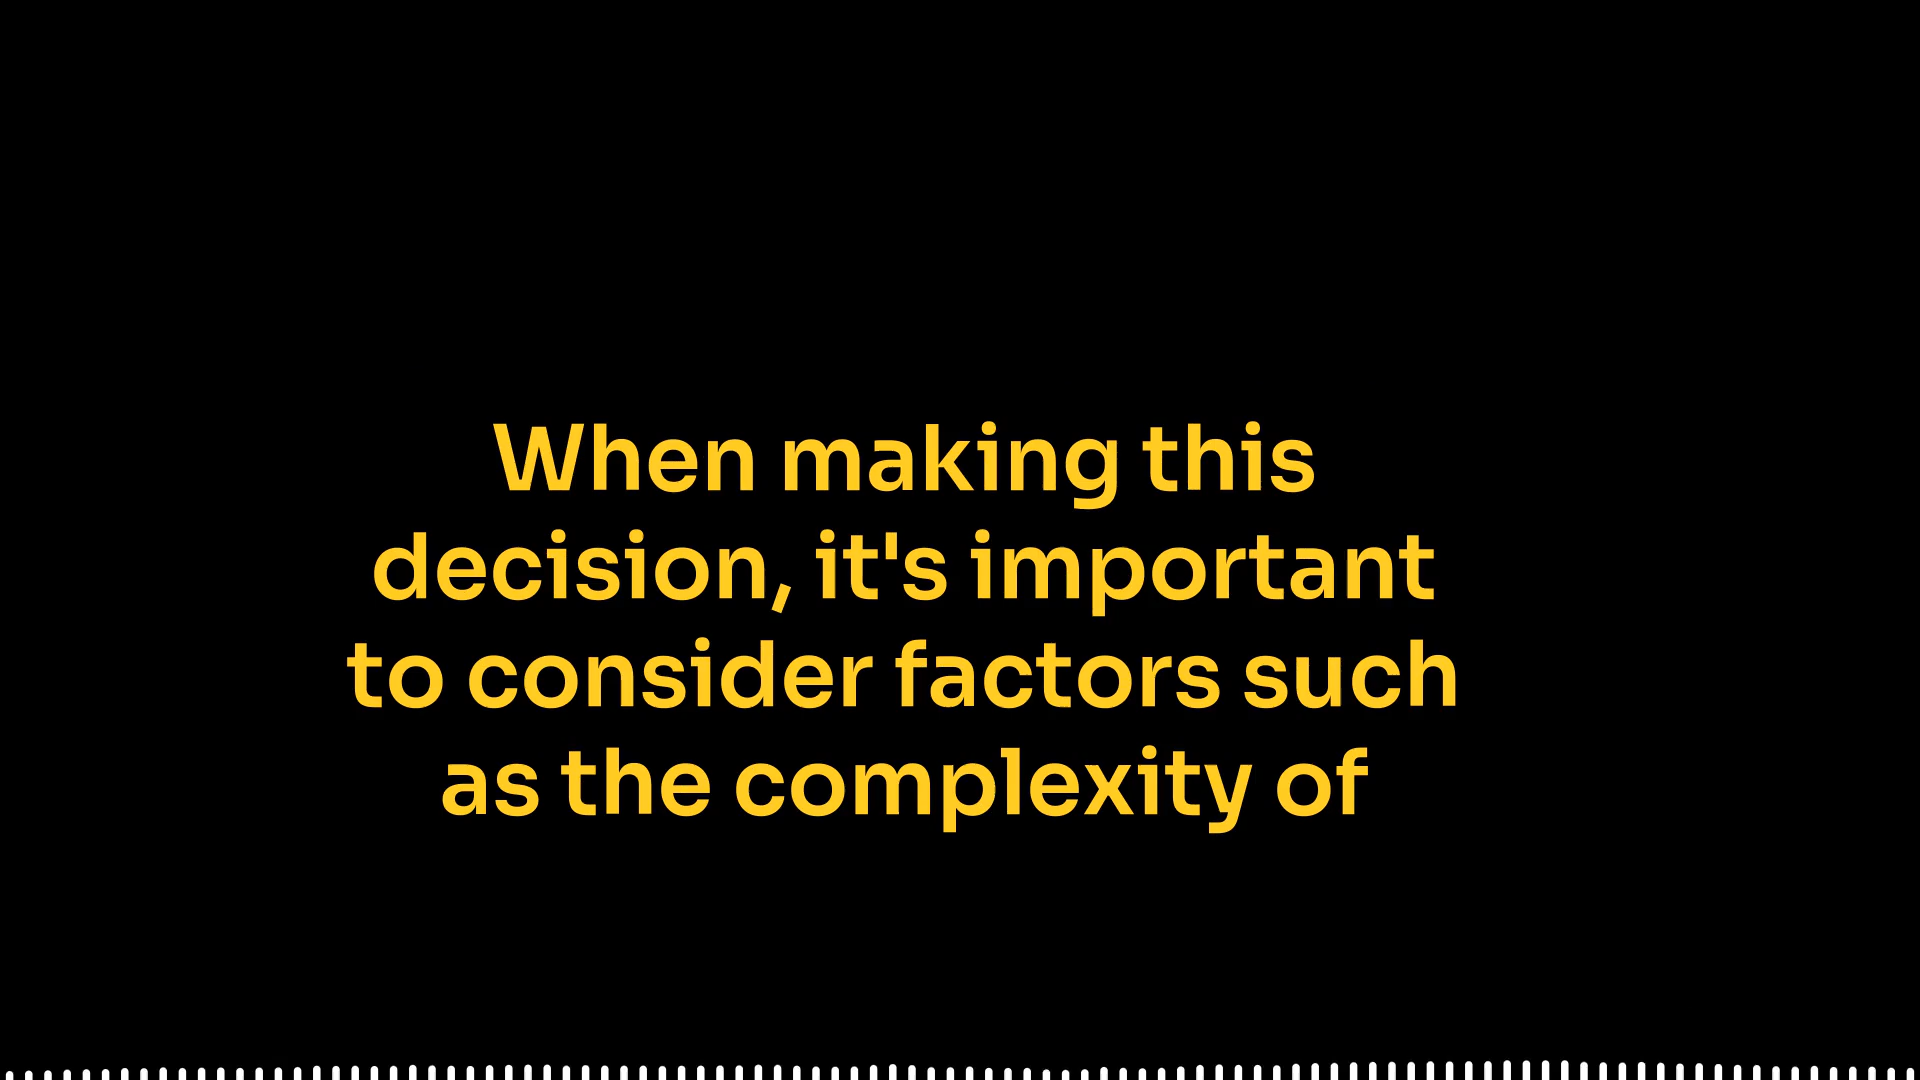 When making this
decision, it's important
to consider factors such
as the complexity of